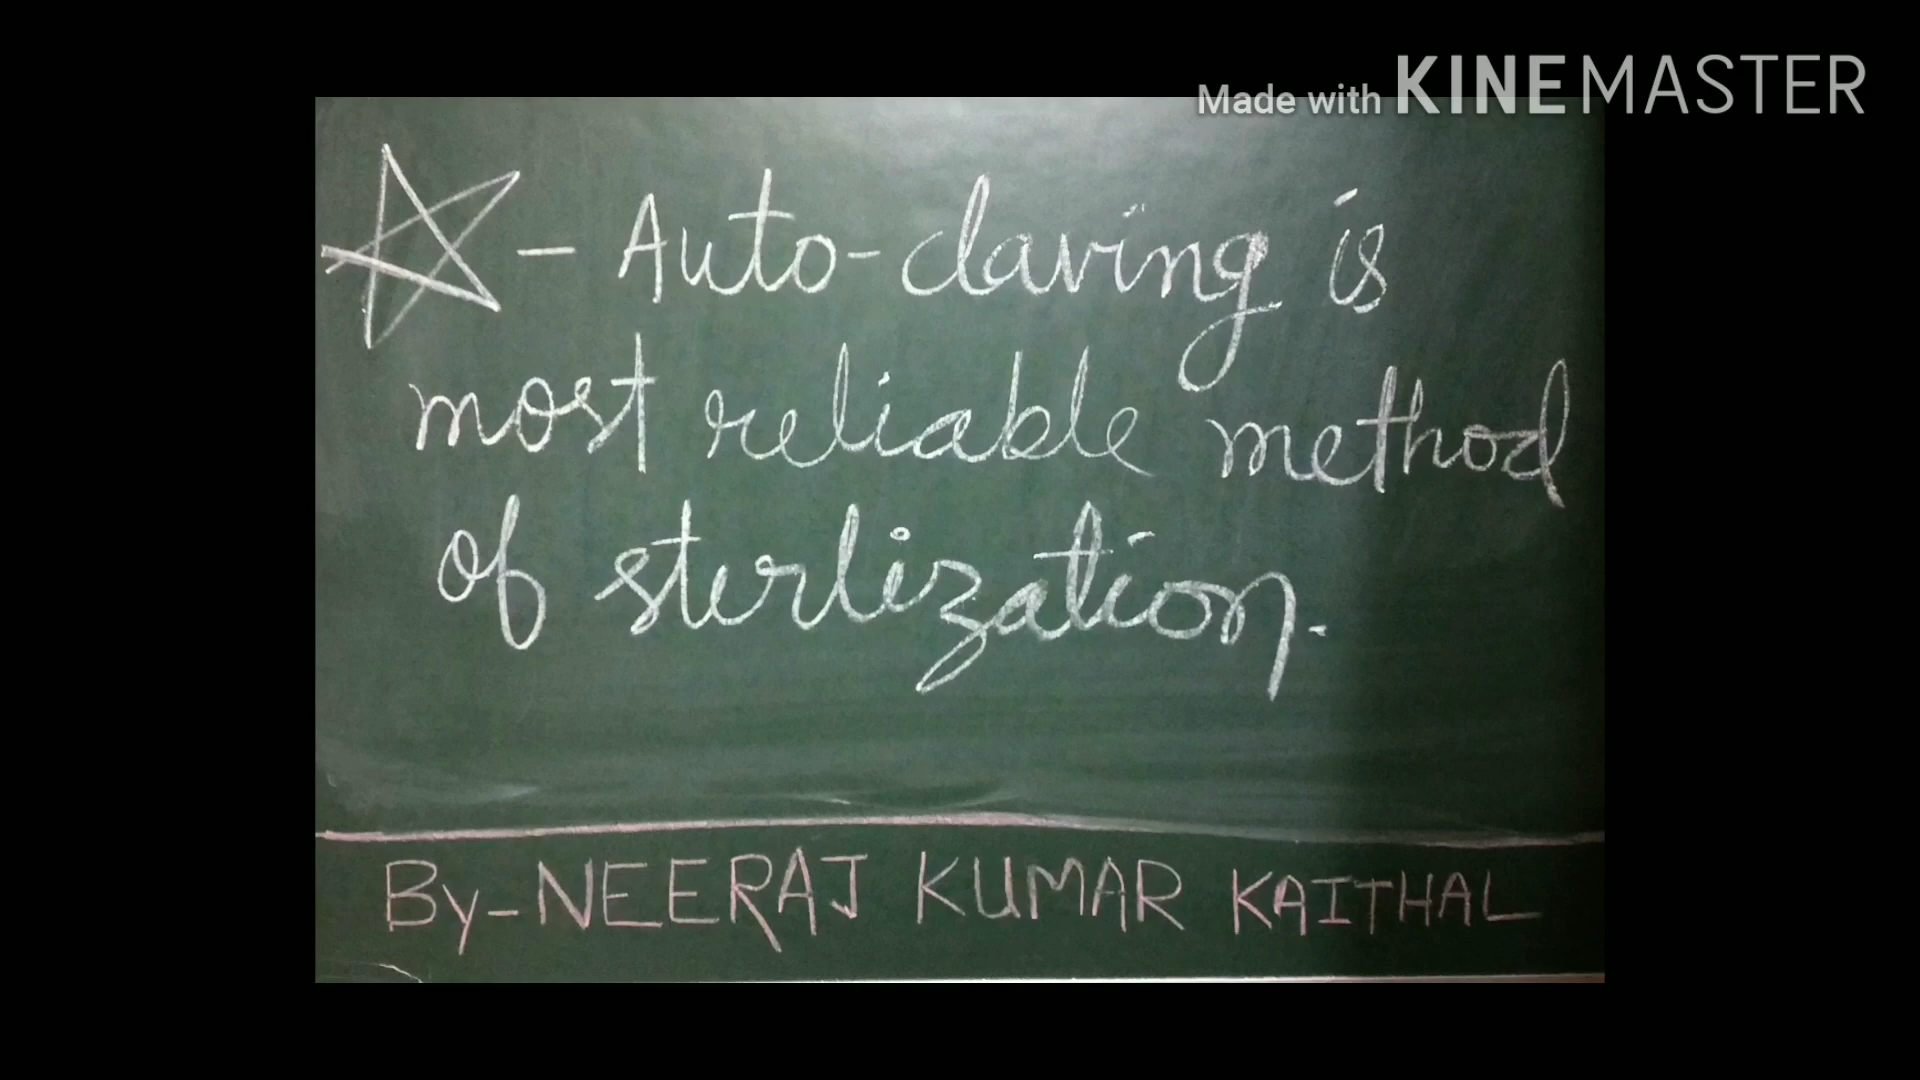 Made with KINEMASTER
- Auto-claving is
most reliable method
of sterlization.
By-NEERAJ KUMAR KAITHAL